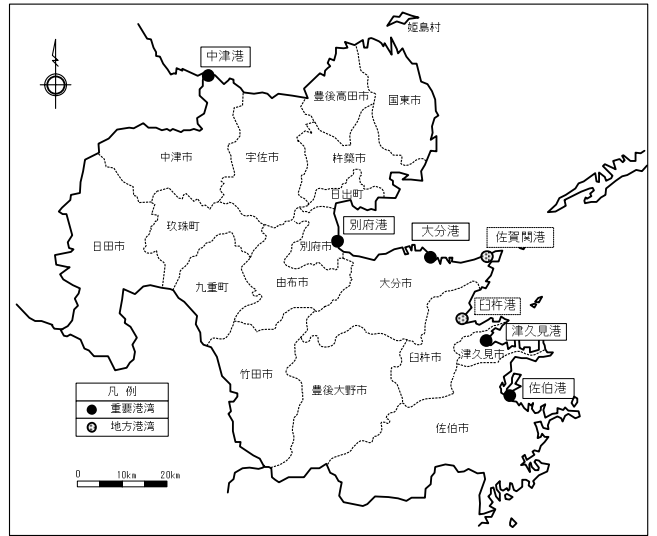 姫島村
中津港
豊後高田市
国東市
中津市
宇佐市
杵築市
日出町
玖珠町
別府港
大分港
佐賀関港
日田市
別府市
九重町
由布市
大分市
臼杵港
津久見港
臼杵市
津久見市
竹田市
豊後大野市
佐伯港
佐伯市
凡 例
重要港湾
地方港湾
0 10km 20km